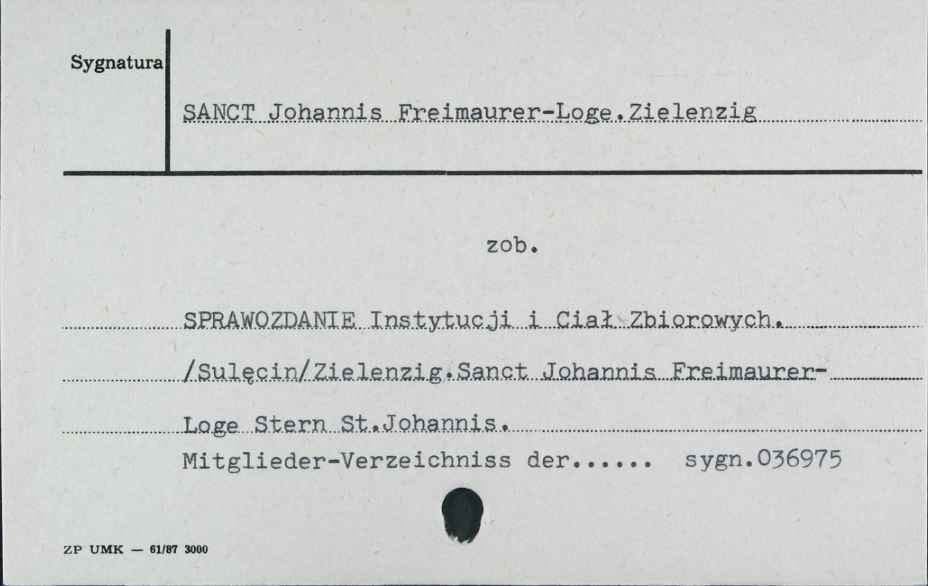 Sygnatura
SANCT Johannis Freimaurer-Loge.Zielenzig
zob.
SPRAWOZDANIE Instytucji i Ciał Zbiorowych.
/Sulęcin/Zielenzig.Sanct Johannis Freimaurer-
Loge Stern St.Johannis.
Mitglieder-Verzeichniss der...... sygn.036975
ZP UMK — 61/87 3000